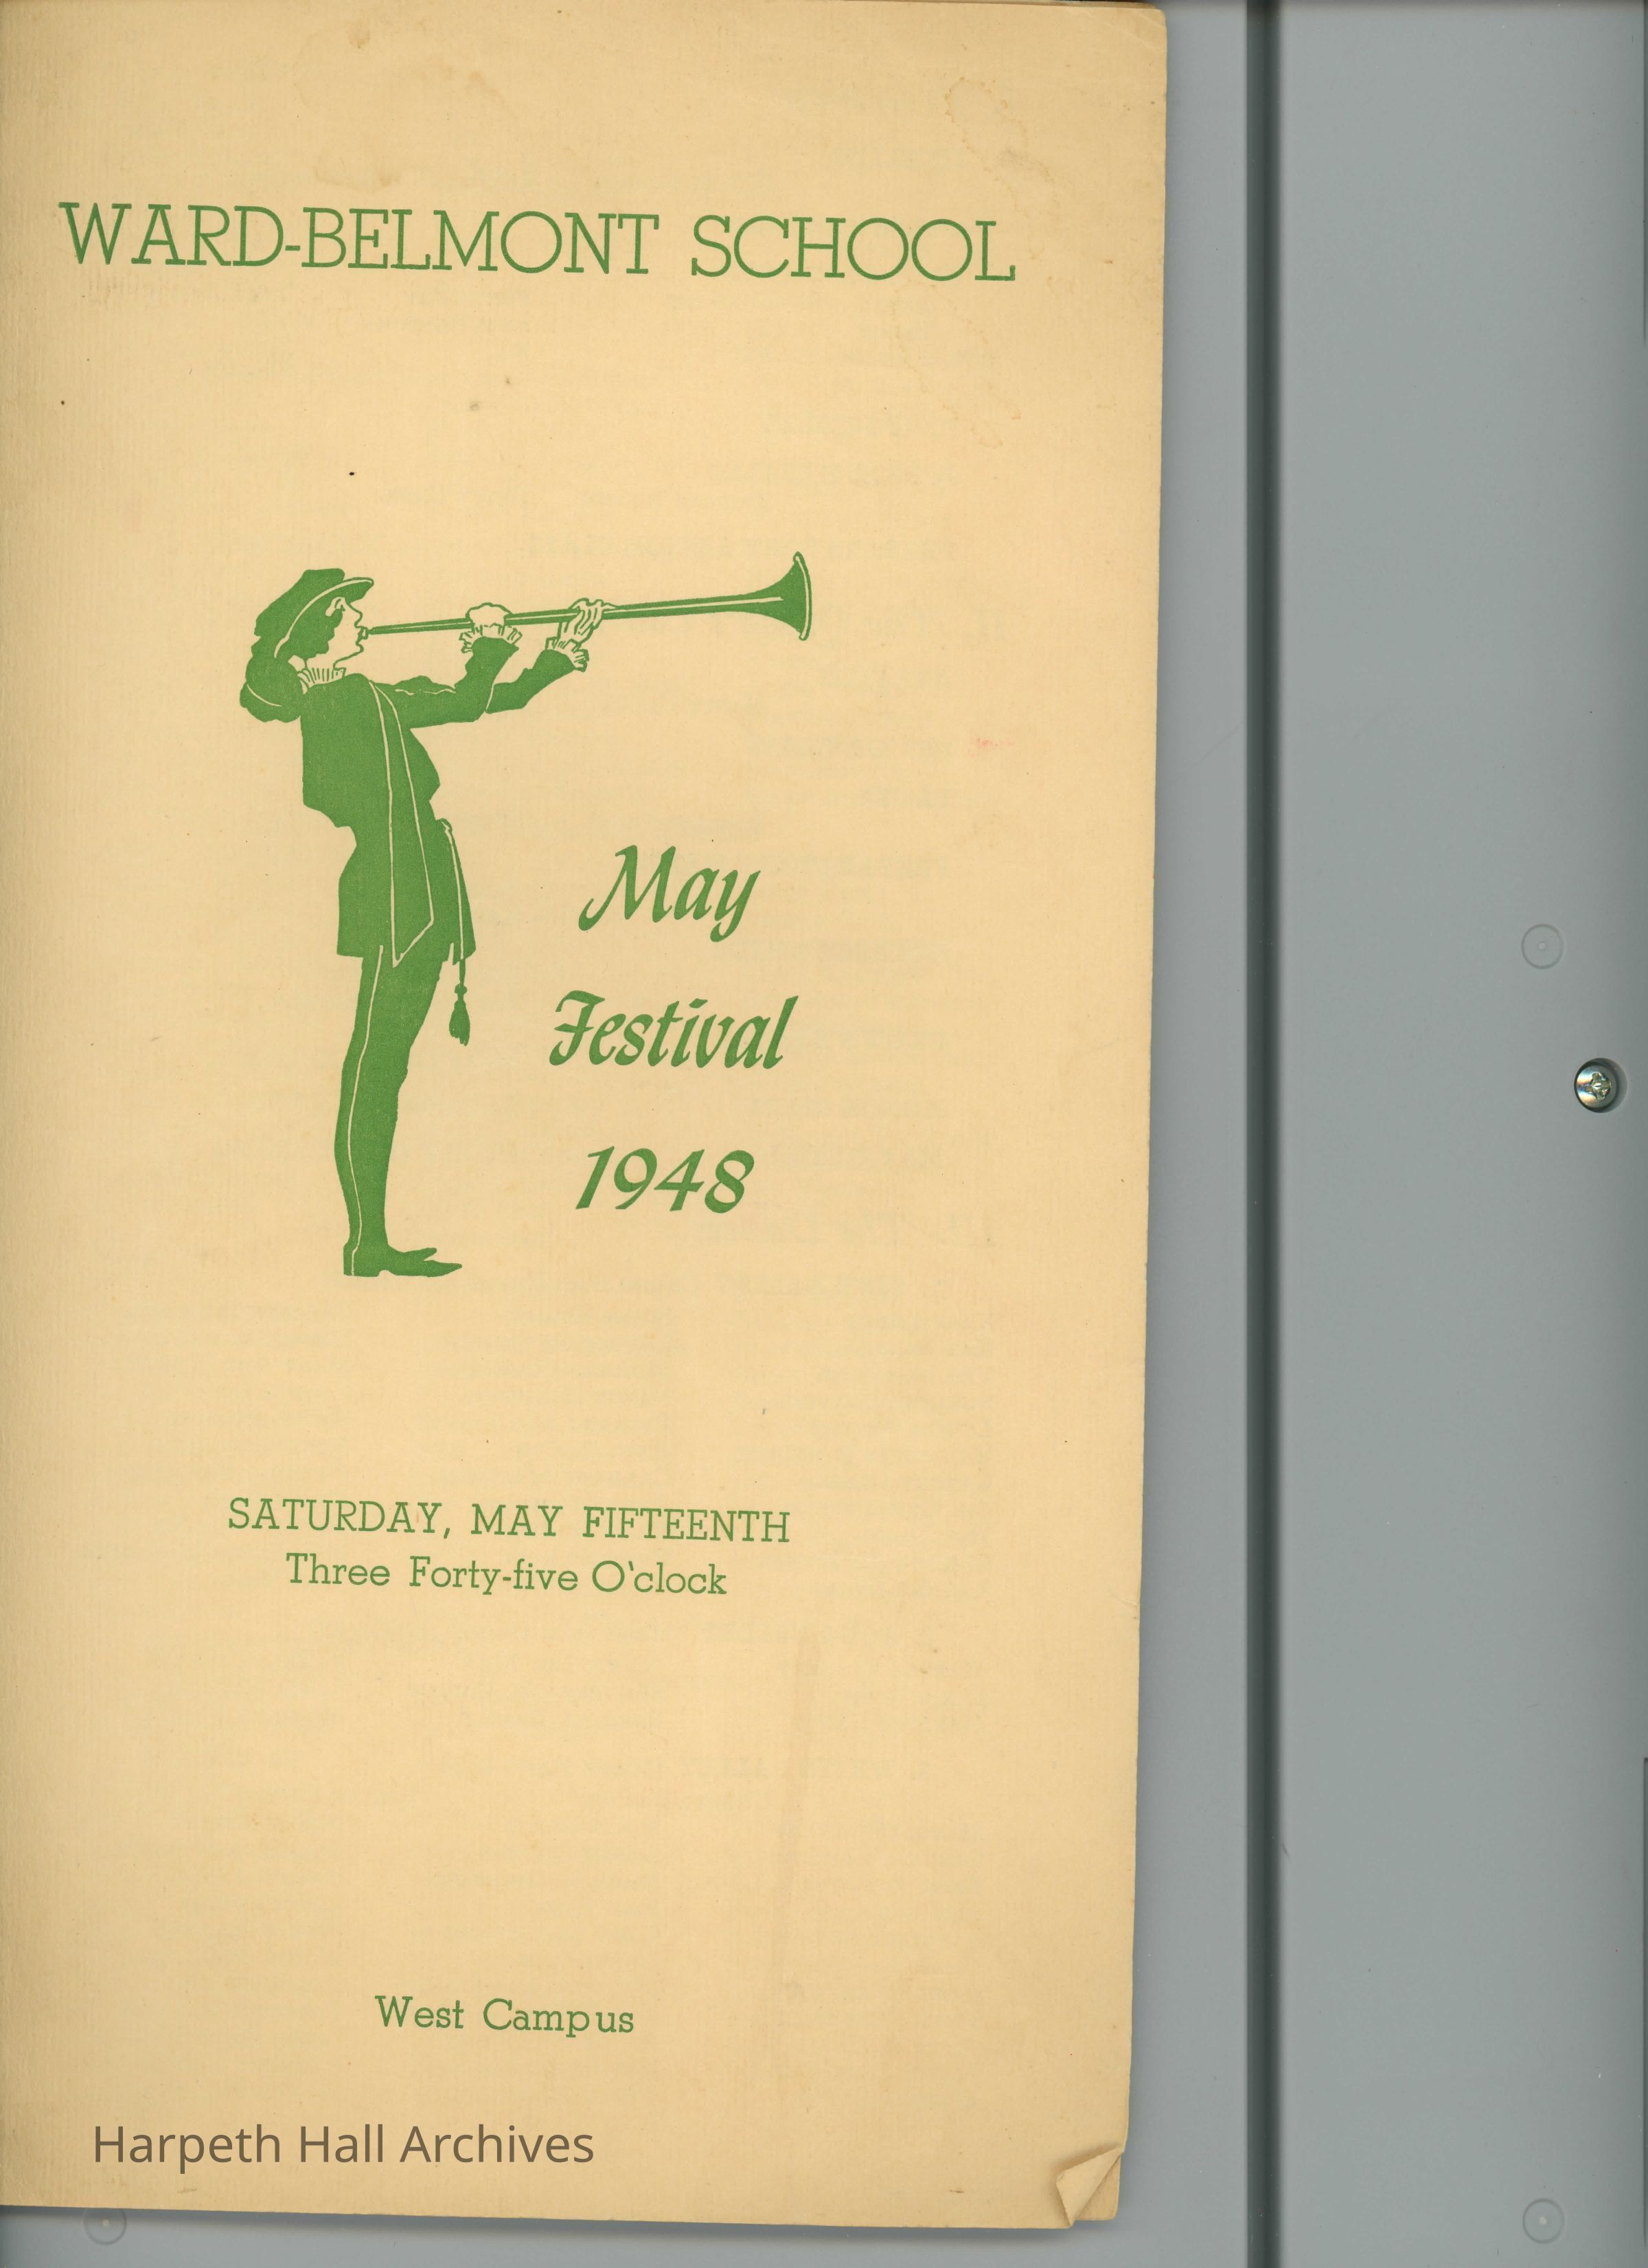 WARD-BELMONT SCHOOL
May
Festival
1948
SATURDAY, MAY FIFTEENTH
Three Forty-five O'clock
West Campus
Harpeth Hall Archives